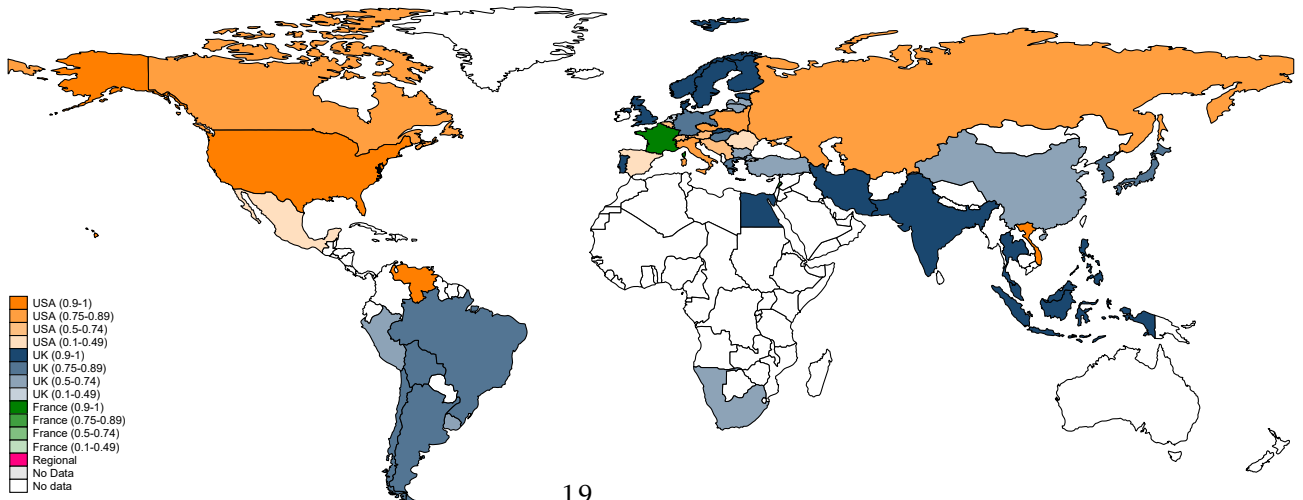 USA (0.9-1)
USA (0.75-0.89)
USA (0.5-0.74)
USA (0.1-0.49)
UK (0.9-1)
UK (0.75-0.89)
UK (0.5-0.74)
UK (0.1-0.49)
France (0.9-1)
France (0.75-0.89)
France (0.5-0.74)
France (0.1-0.49)
Regional
No Data
No data
19